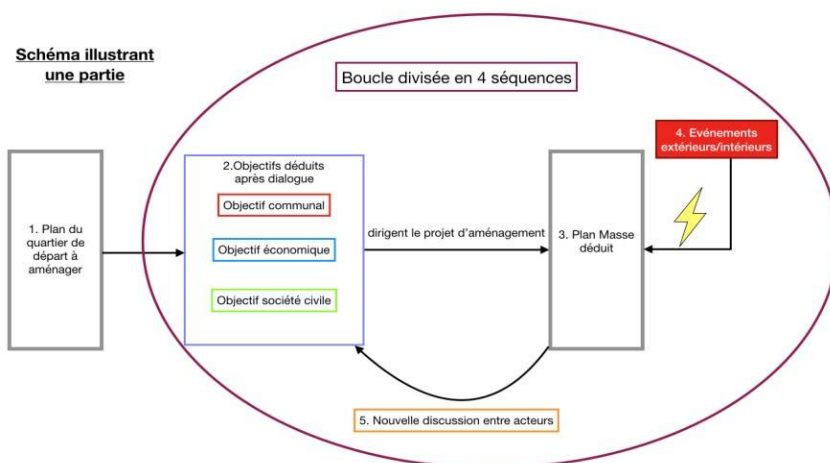 Schéma illustrant
une partie
Boucle divisée en 4 séquences
4. Evénements
extérieurs/intérieurs
1. Plan du
quartier de
départ à
aménager
2.Objectifs déduits
après dialogue
Objectif communal
Objectif économique
Objectif société civile
dirigent le projet d'aménagement
3. Plan Masse
déduit
5. Nouvelle discussion entre acteurs